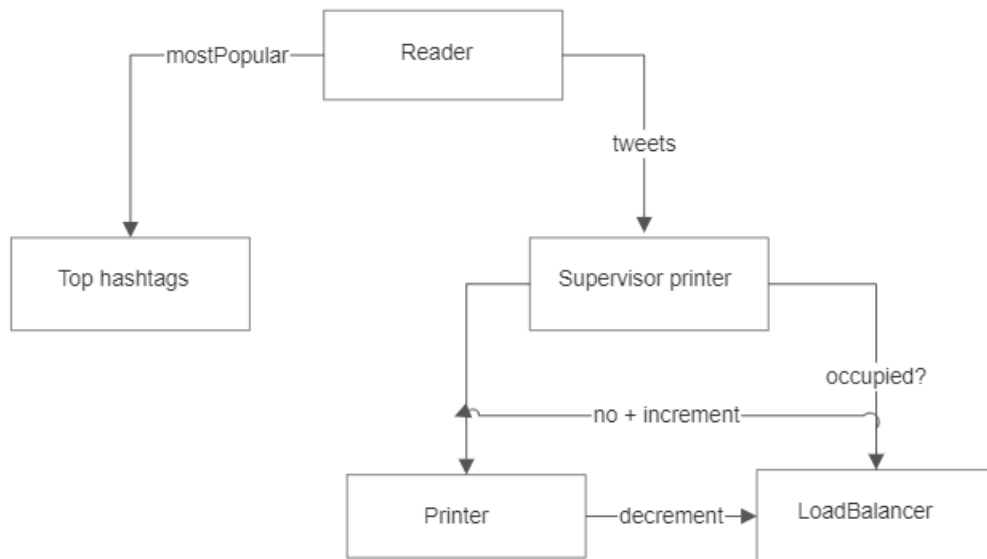 Reader
mostPopular
tweets
Top hashtags
Supervisor printer
occupied?
no + increment
Printer
decrement
LoadBalancer